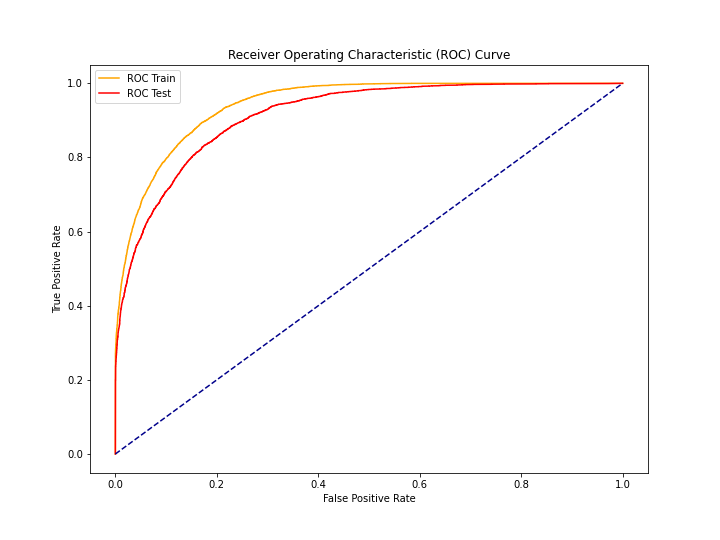 Receiver Operating Characteristic (ROC) Curve
ROC Train
ROC Test
True Positive Rate
1.0
0.8
0.6
0.4
0.2
0.0
0.0 0.2 0.4 0.6 0.8 1.0
False Positive Rate